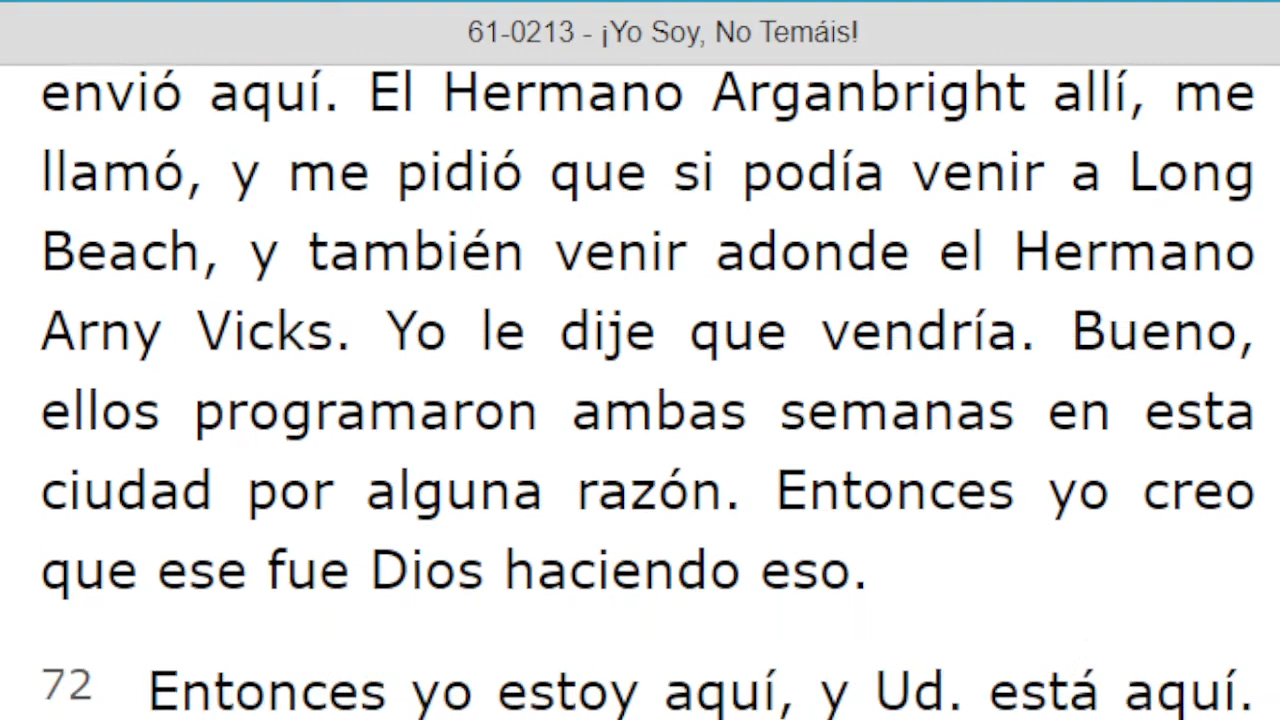 61-0213 - ¡Yo Soy, No Temáis!
envió aquí. El Hermano Arganbright allí, me
llamó, y me pidió que si podía venir a Long
Beach, y también venir adonde el Hermano
Arny Vicks. Yo le dije que vendría. Bueno,
ellos programaron ambas semanas en esta
ciudad por alguna razón. Entonces yo creo
que ese fue Dios haciendo eso.
72 Entonces yo estoy aquí, y Ud. está aquí.